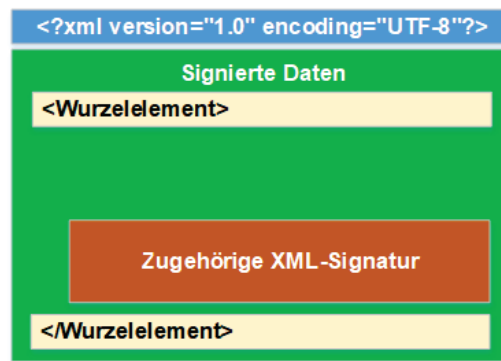 <?xml version="1.0" encoding="UTF-8"?>
Signierte Daten
<Wurzelelement>
Zugehörige XML-Signatur
</Wurzelelement>